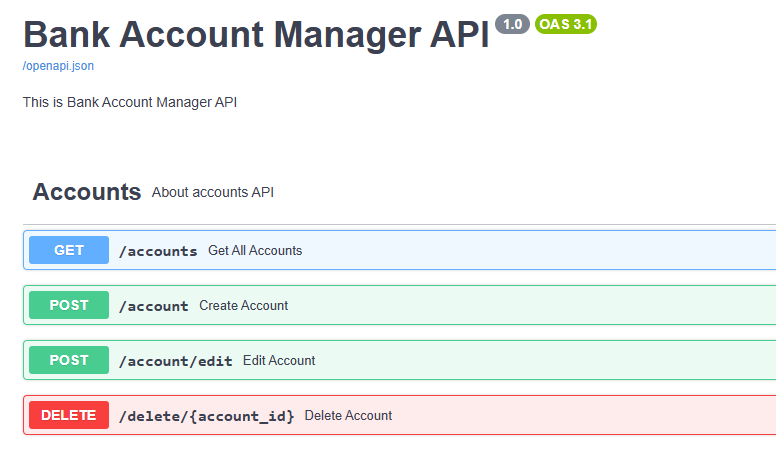 Bank Account Manager API 1.0 OAS 3.1
/openapi.json
This is Bank Account Manager API
Accounts About accounts API
GET /accounts Get All Accounts
POST /account Create Account
POST /account/edit Edit Account
DELETE /delete/{account_id} Delete Account